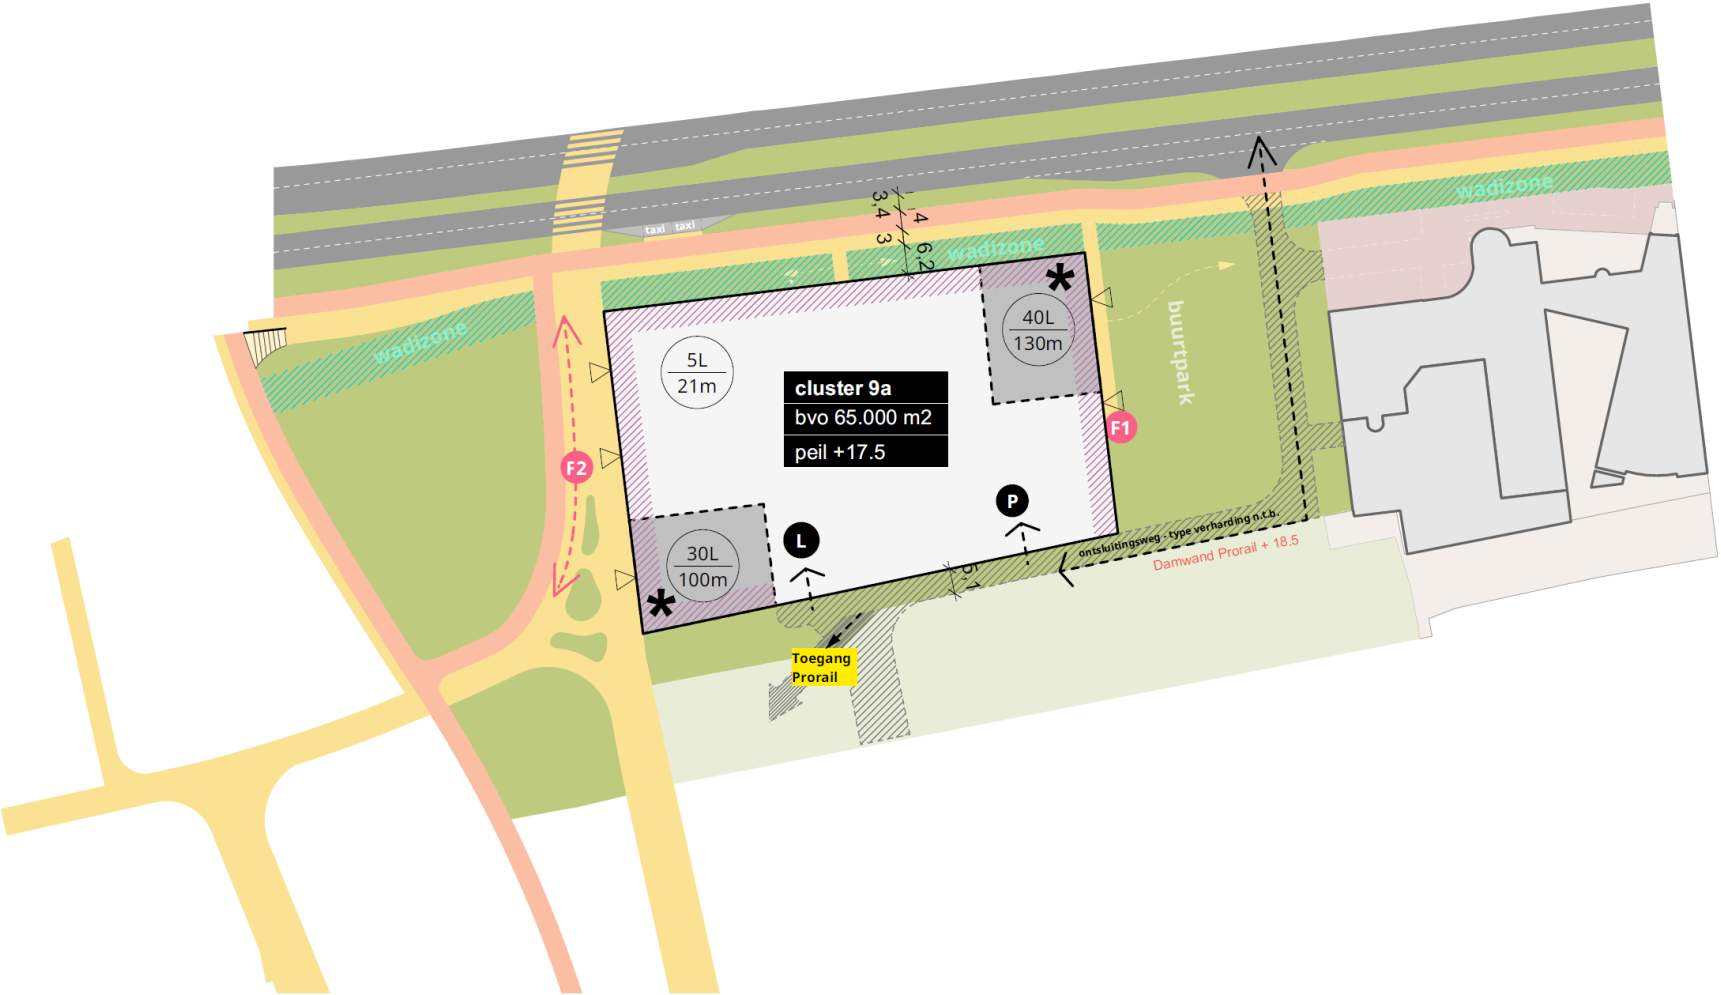 taxi taxi
3,4
4
3
6,2
wadizone
wadizone
wadizone
buurtpark
40L
130m
5L
21m
cluster 9a
bvo 65.000 m2
peil +17.5
F1
F2
P
L
30L
100m
*
*
ontsluitingsweg - type verharding n.t.b.
Damwand Prorail + 18.5
5,1
Toegang
Prorail